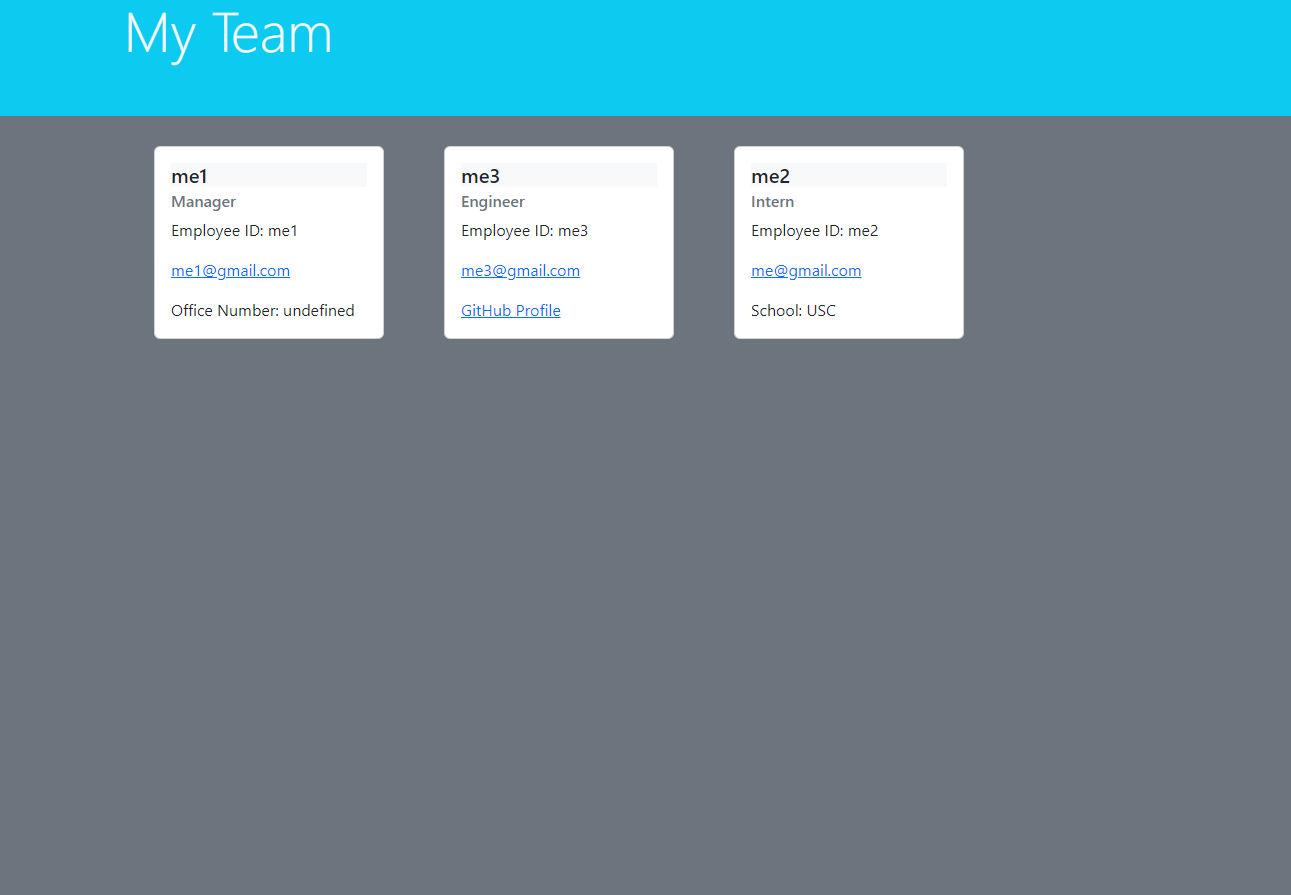 My Team
me1
Manager
Employee ID: me1
me1@gmail.com
Office Number: undefined
me3
Engineer
Employee ID: me3
me3@gmail.com
GitHub Profile
me2
Intern
Employee ID: me2
me@gmail.com
School: USC